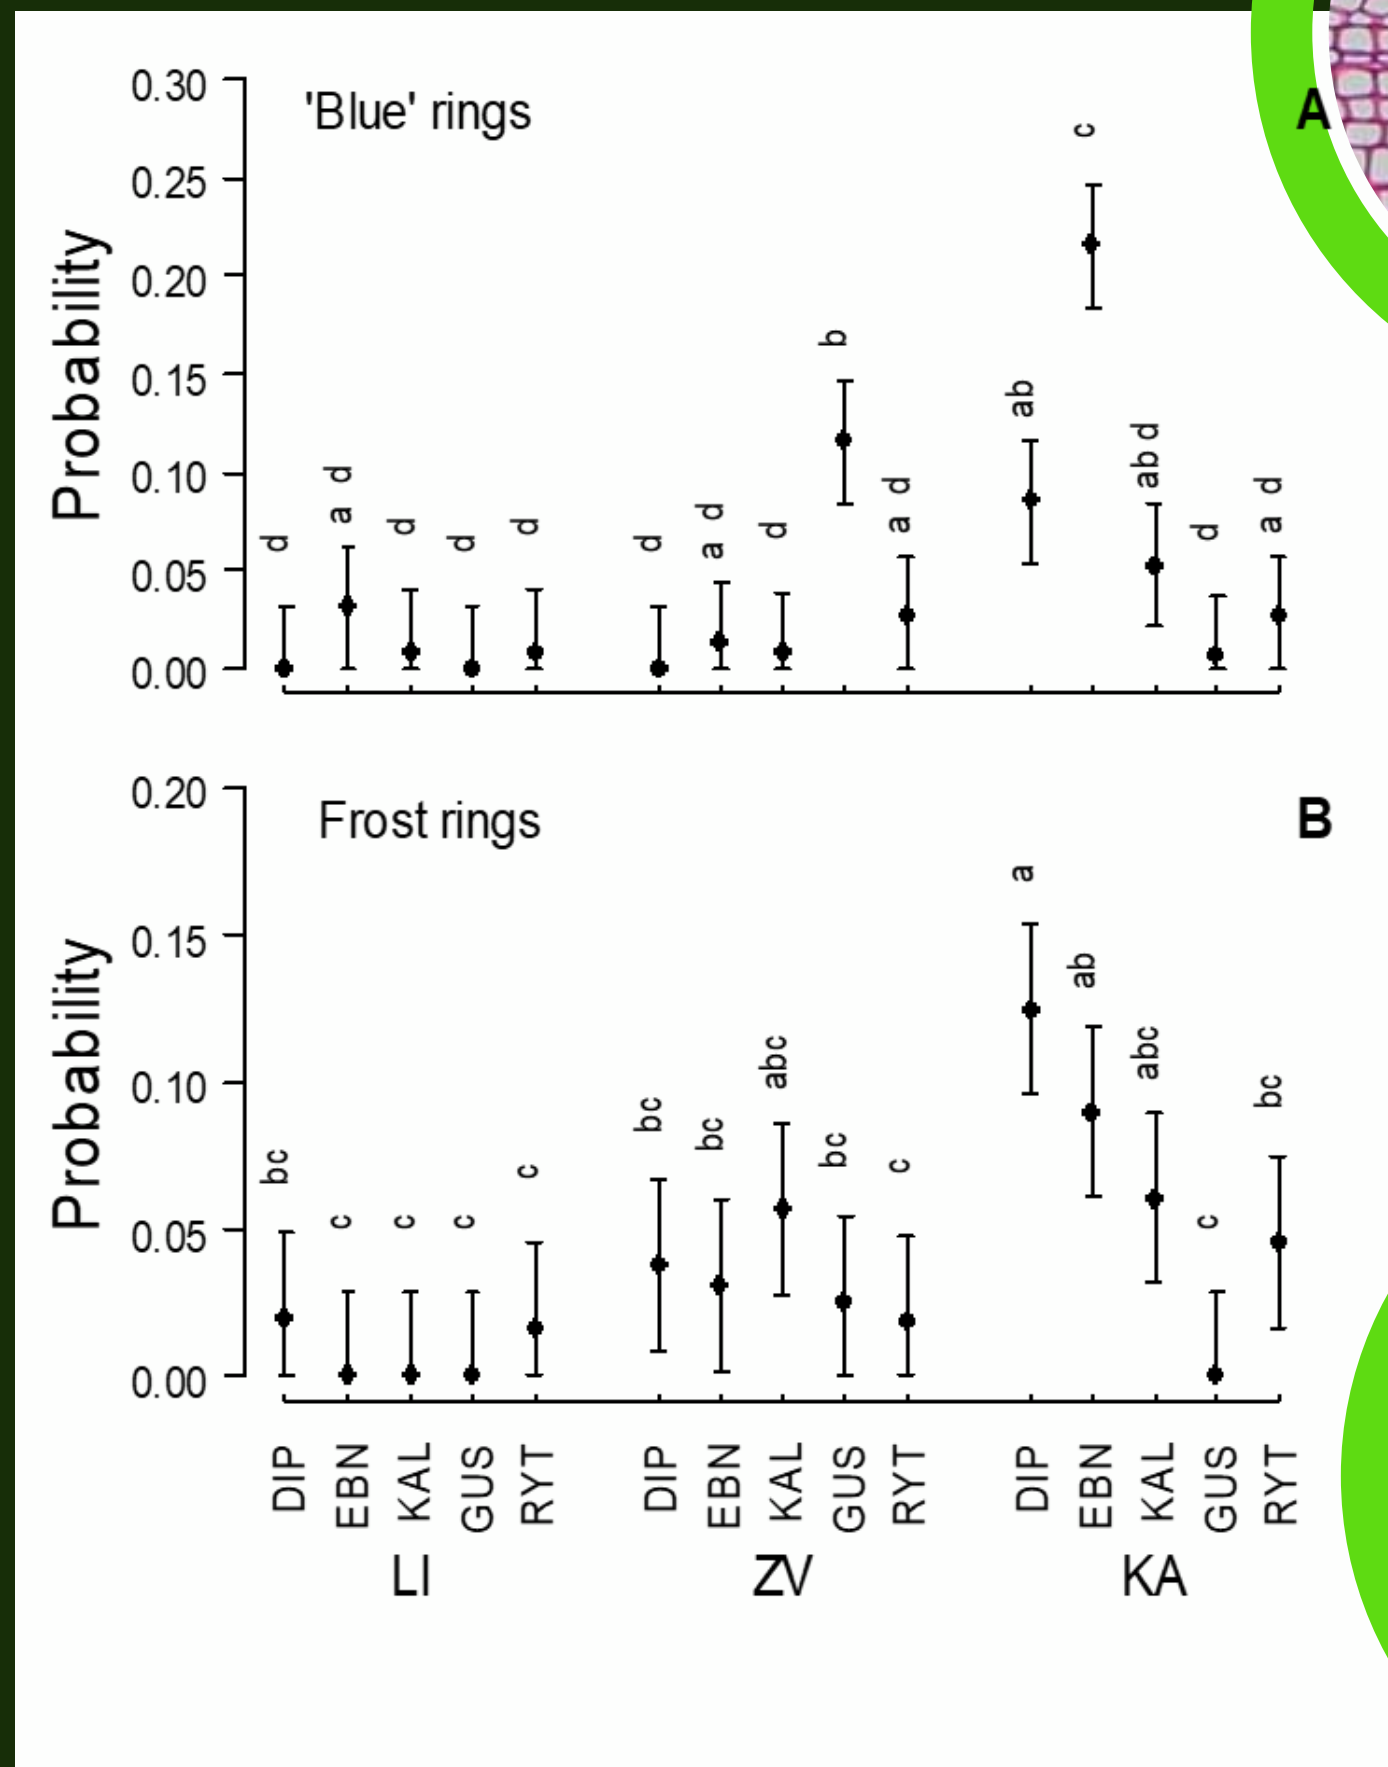 'Blue' rings
A
Probability
0.30
0.25
0.20
0.15
0.10
0.05
0.00
d
a d
d
d
d
d
a d
d
b
a d
ab
c
ab d
d
a d
Frost rings
B
Probability
0.20
0.15
0.10
0.05
0.00
bc
c
c
c
c
bc
bc
abc
bc
c
a
ab
abc
c
bc
DIP EBN KAL GUS RYT DIP EBN KAL GUS RYT DIP EBN KAL GUS RYT
LI ZV KA